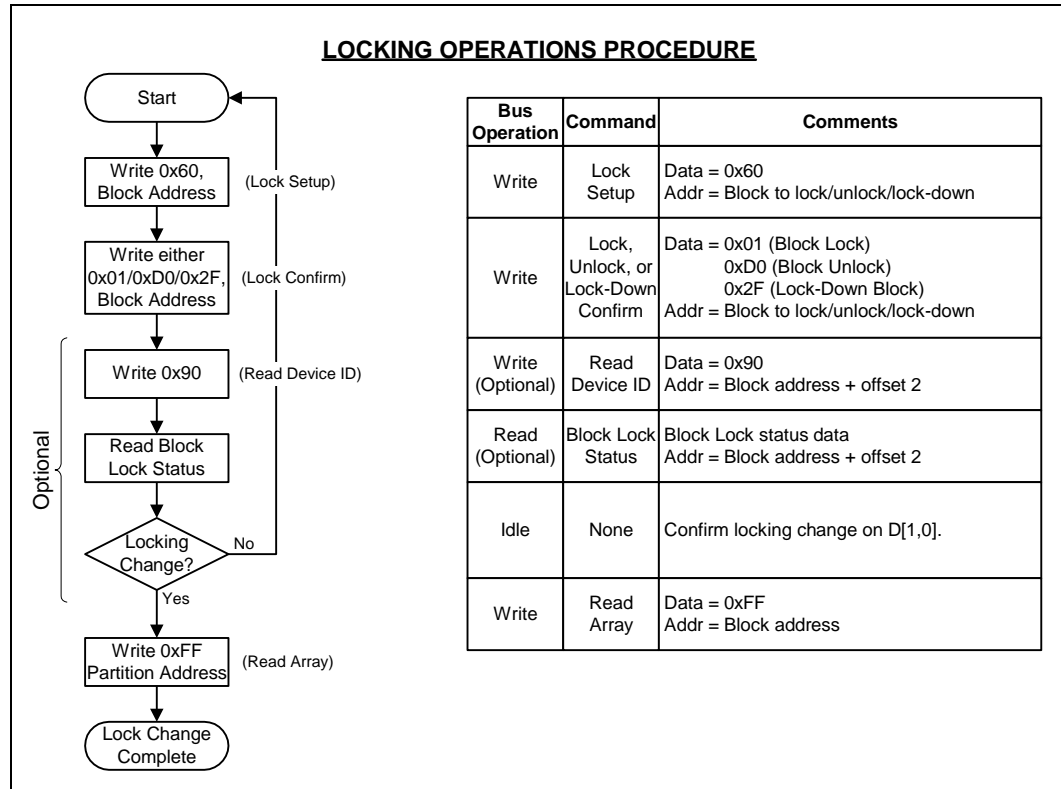 LOCKING OPERATIONS PROCEDURE
Start
Write 0x60,
Block Address
(Lock Setup)
Write either
0x01/0xD0/0x2F,
Block Address
(Lock Confirm)
Optional
Write 0x90
(Read Device ID)
Read Block
Lock Status
Locking
Change?
No
Yes
Write 0xFF
Partition Address
(Read Array)
Lock Change
Complete
Bus
Operation
Command
Comments
Write
Lock
Setup
Data = 0x60
Addr = Block to lock/unlock/lock-down
Write
Lock,
Unlock, or
Lock-Down
Confirm
Data = 0x01 (Block Lock)
0xD0 (Block Unlock)
0x2F (Lock-Down Block)
Addr = Block to lock/unlock/lock-down
Write
(Optional)
Read
Device ID
Data = 0x90
Addr = Block address + offset 2
Read
(Optional)
Block Lock
Status
Block Lock status data
Addr = Block address + offset 2
Idle
None
Confirm locking change on D[1,0].
Write
Read
Array
Data = 0xFF
Addr = Block address